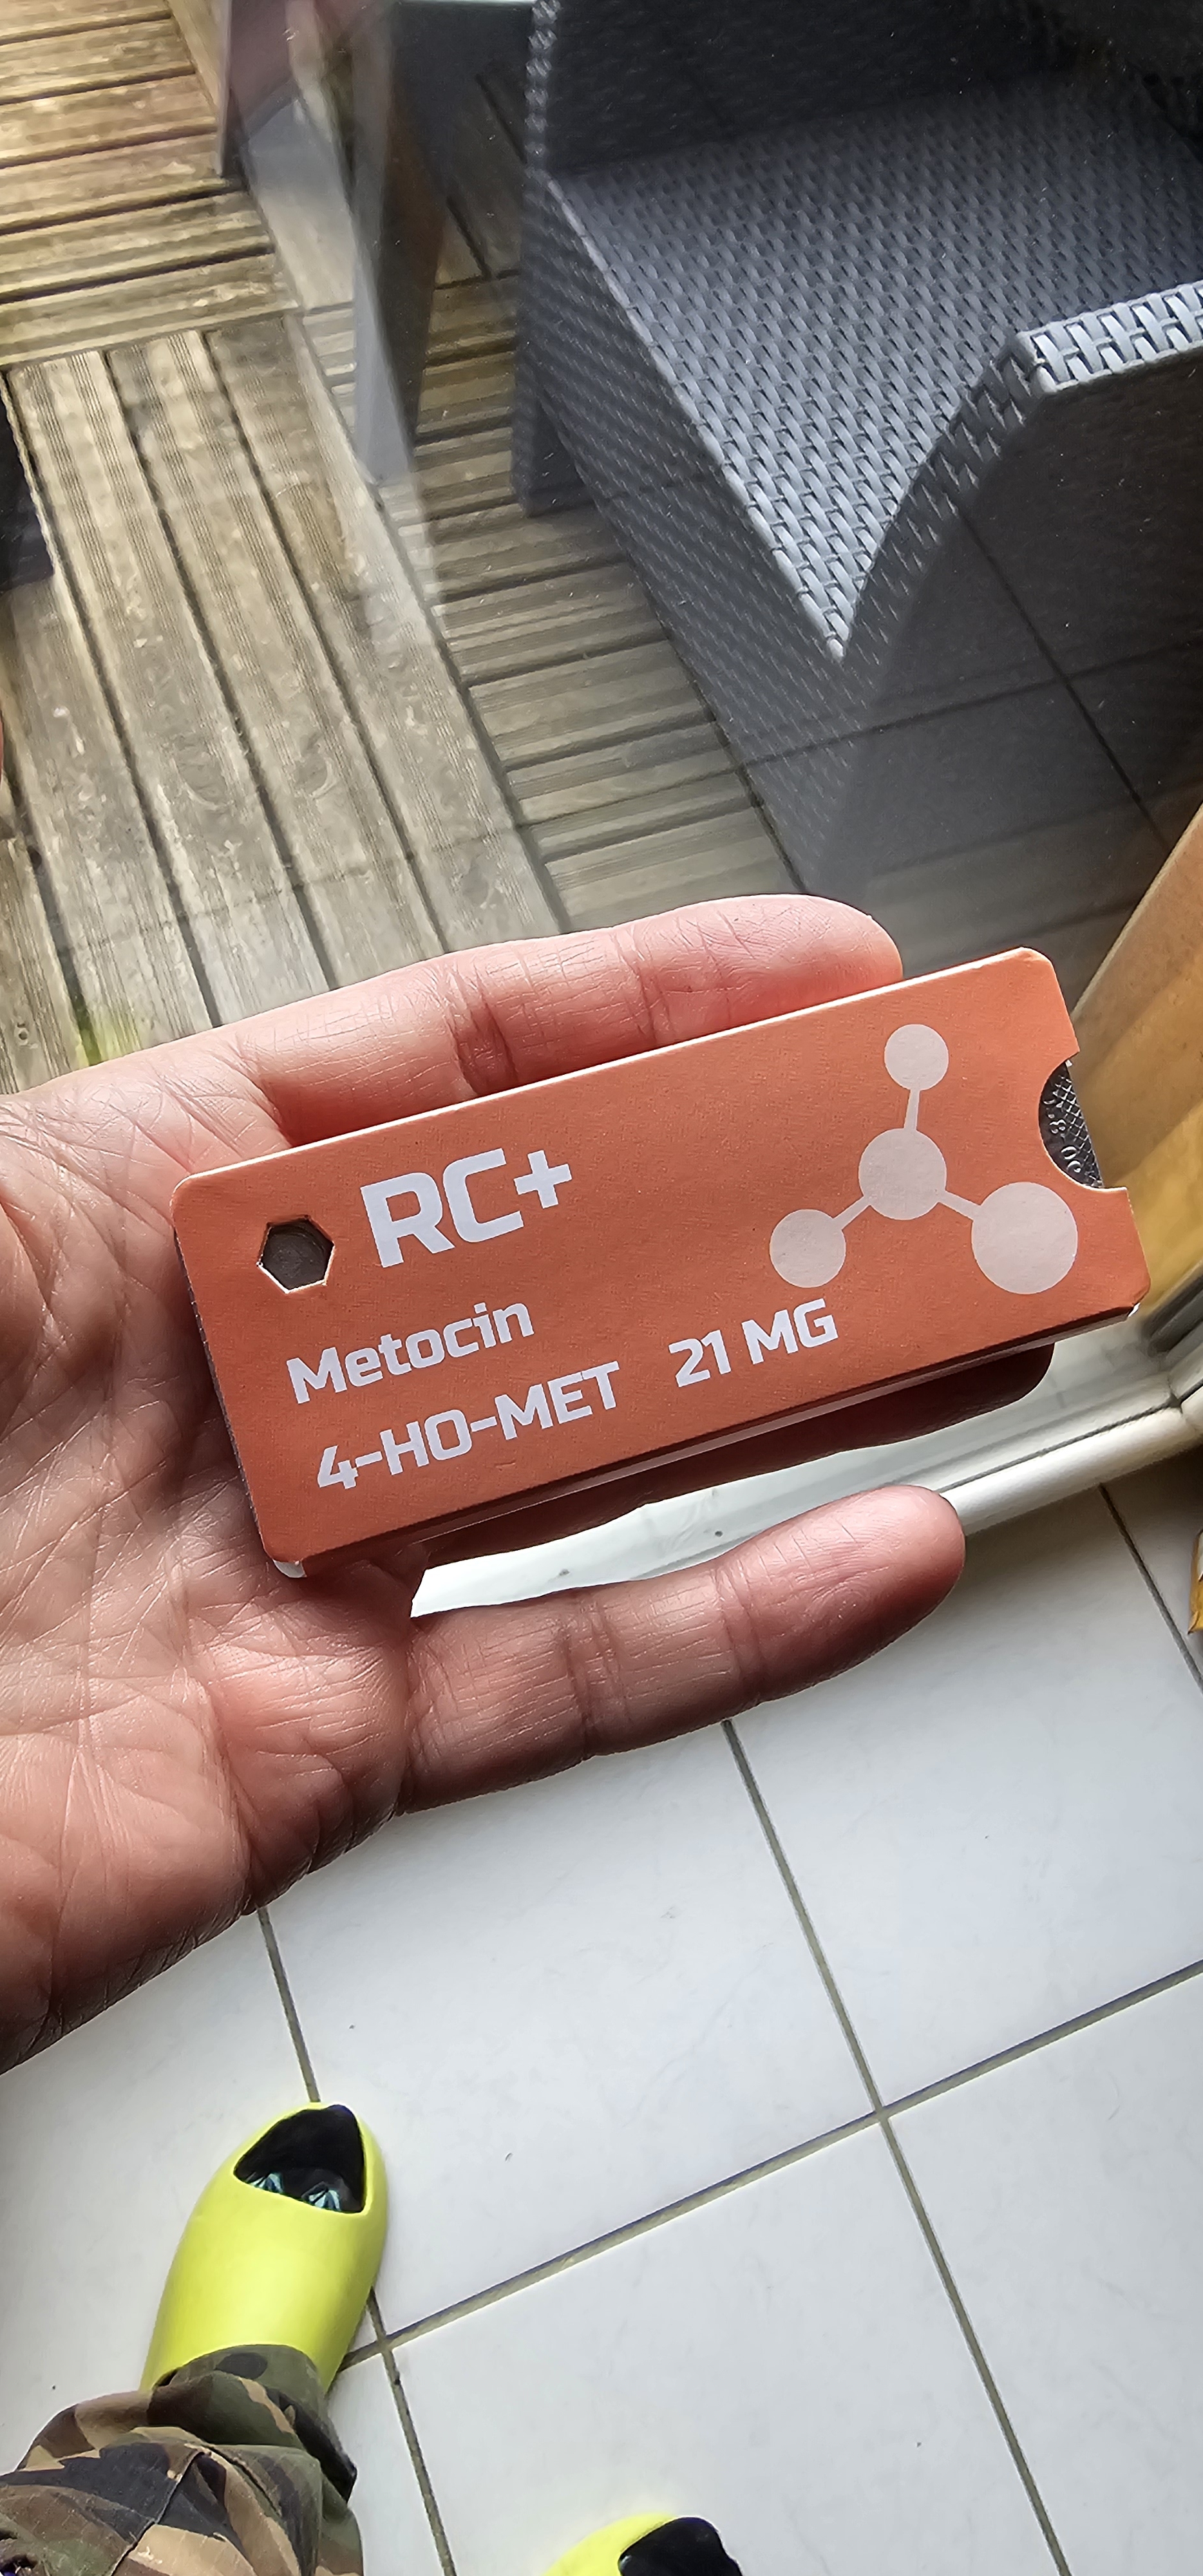 RC+
Metocin
4-HO-MET 21 MG